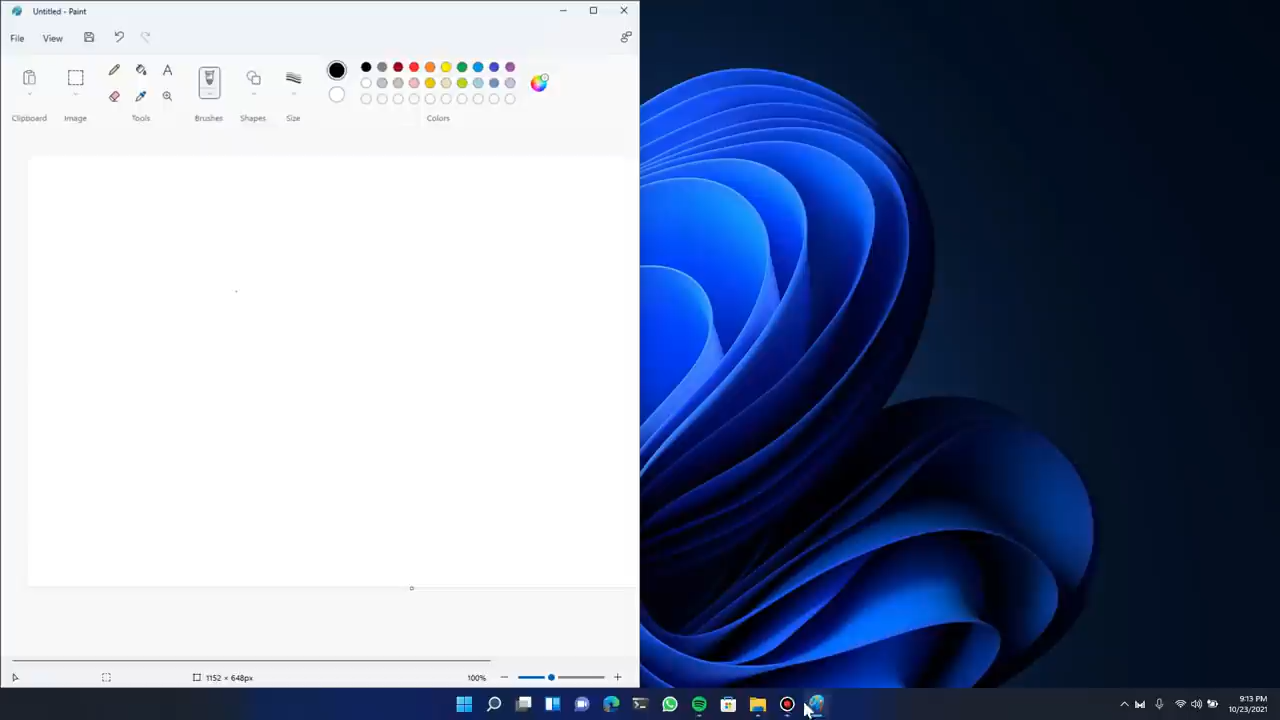 Untitled - Paint
File View
Clipboard Image Tools Brushes Shapes Size Colors
1152 × 648px 100%
9:13 PM
10/23/2021